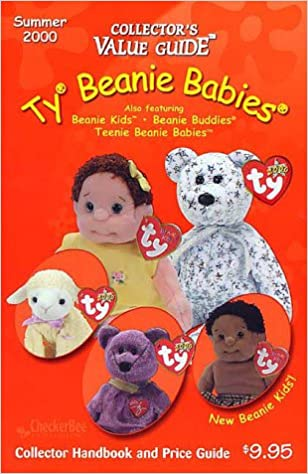 Summer
2000
COLLECTOR'S
VALUE GUIDE™
Ty® Beanie Babies®
Also featuring
Beanie Kids™ • Beanie Buddies®
Teenie Beanie Babies™
ty
ty
ty
ty
ty
New Beanie Kids!
CheckerBee
Collector Handbook and Price Guide
$9.95